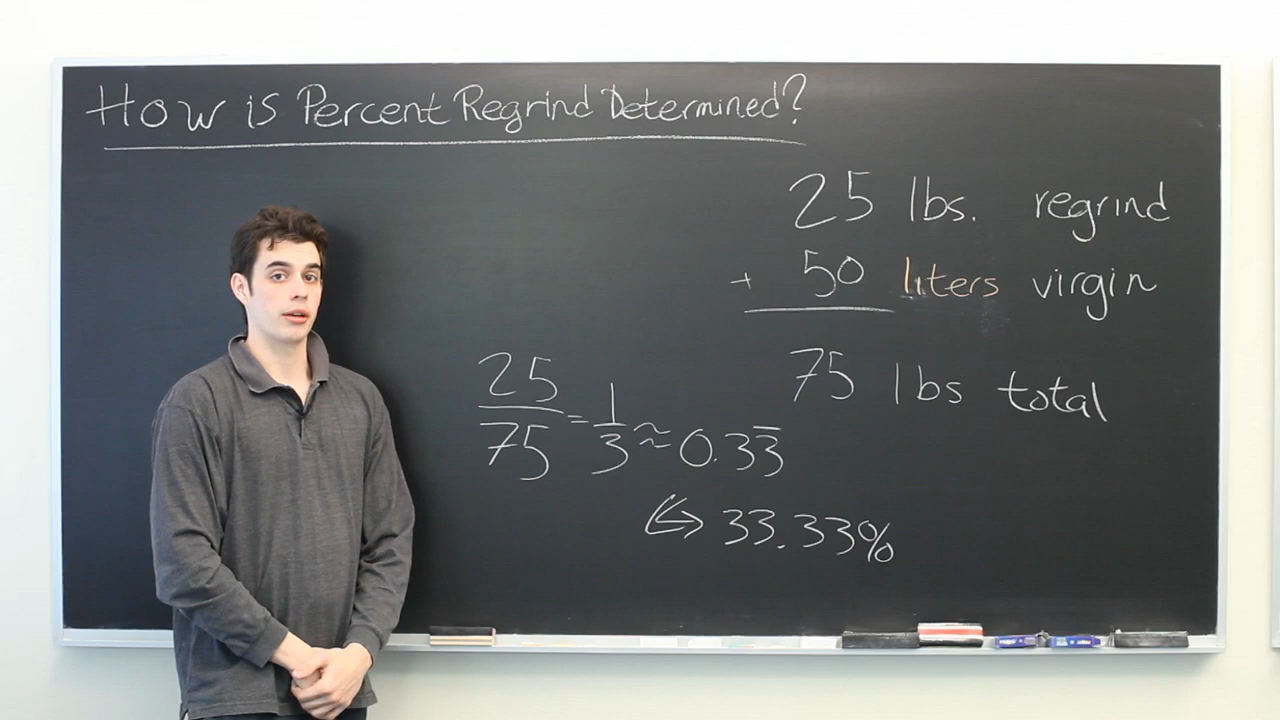 How is Percent Regrind Determined?
25 lbs. regrind
+ 50 liters virgin
75 lbs total
25/75 = 1/3 ≈ 0.33̅
⇔ 33.33%